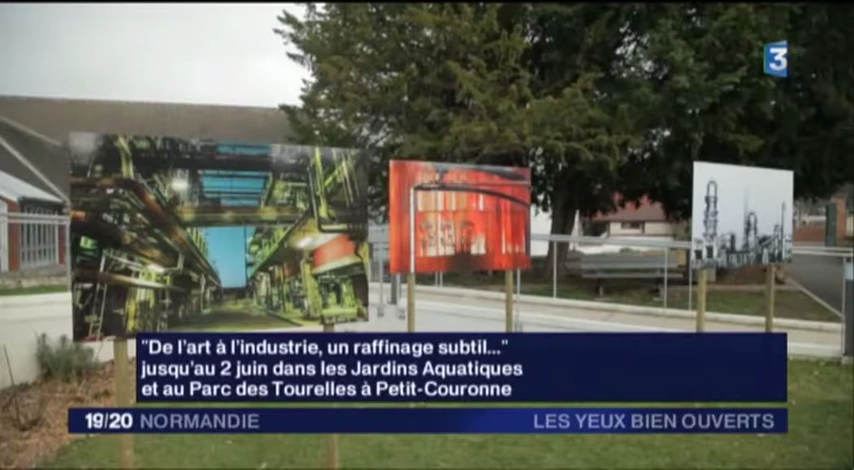 3
"De l'art à l'industrie, un raffinage subtil..."
jusqu'au 2 juin dans les Jardins Aquatiques
et au Parc des Tourelles à Petit-Couronne
19/20 NORMANDIE LES YEUX BIEN OUVERTS